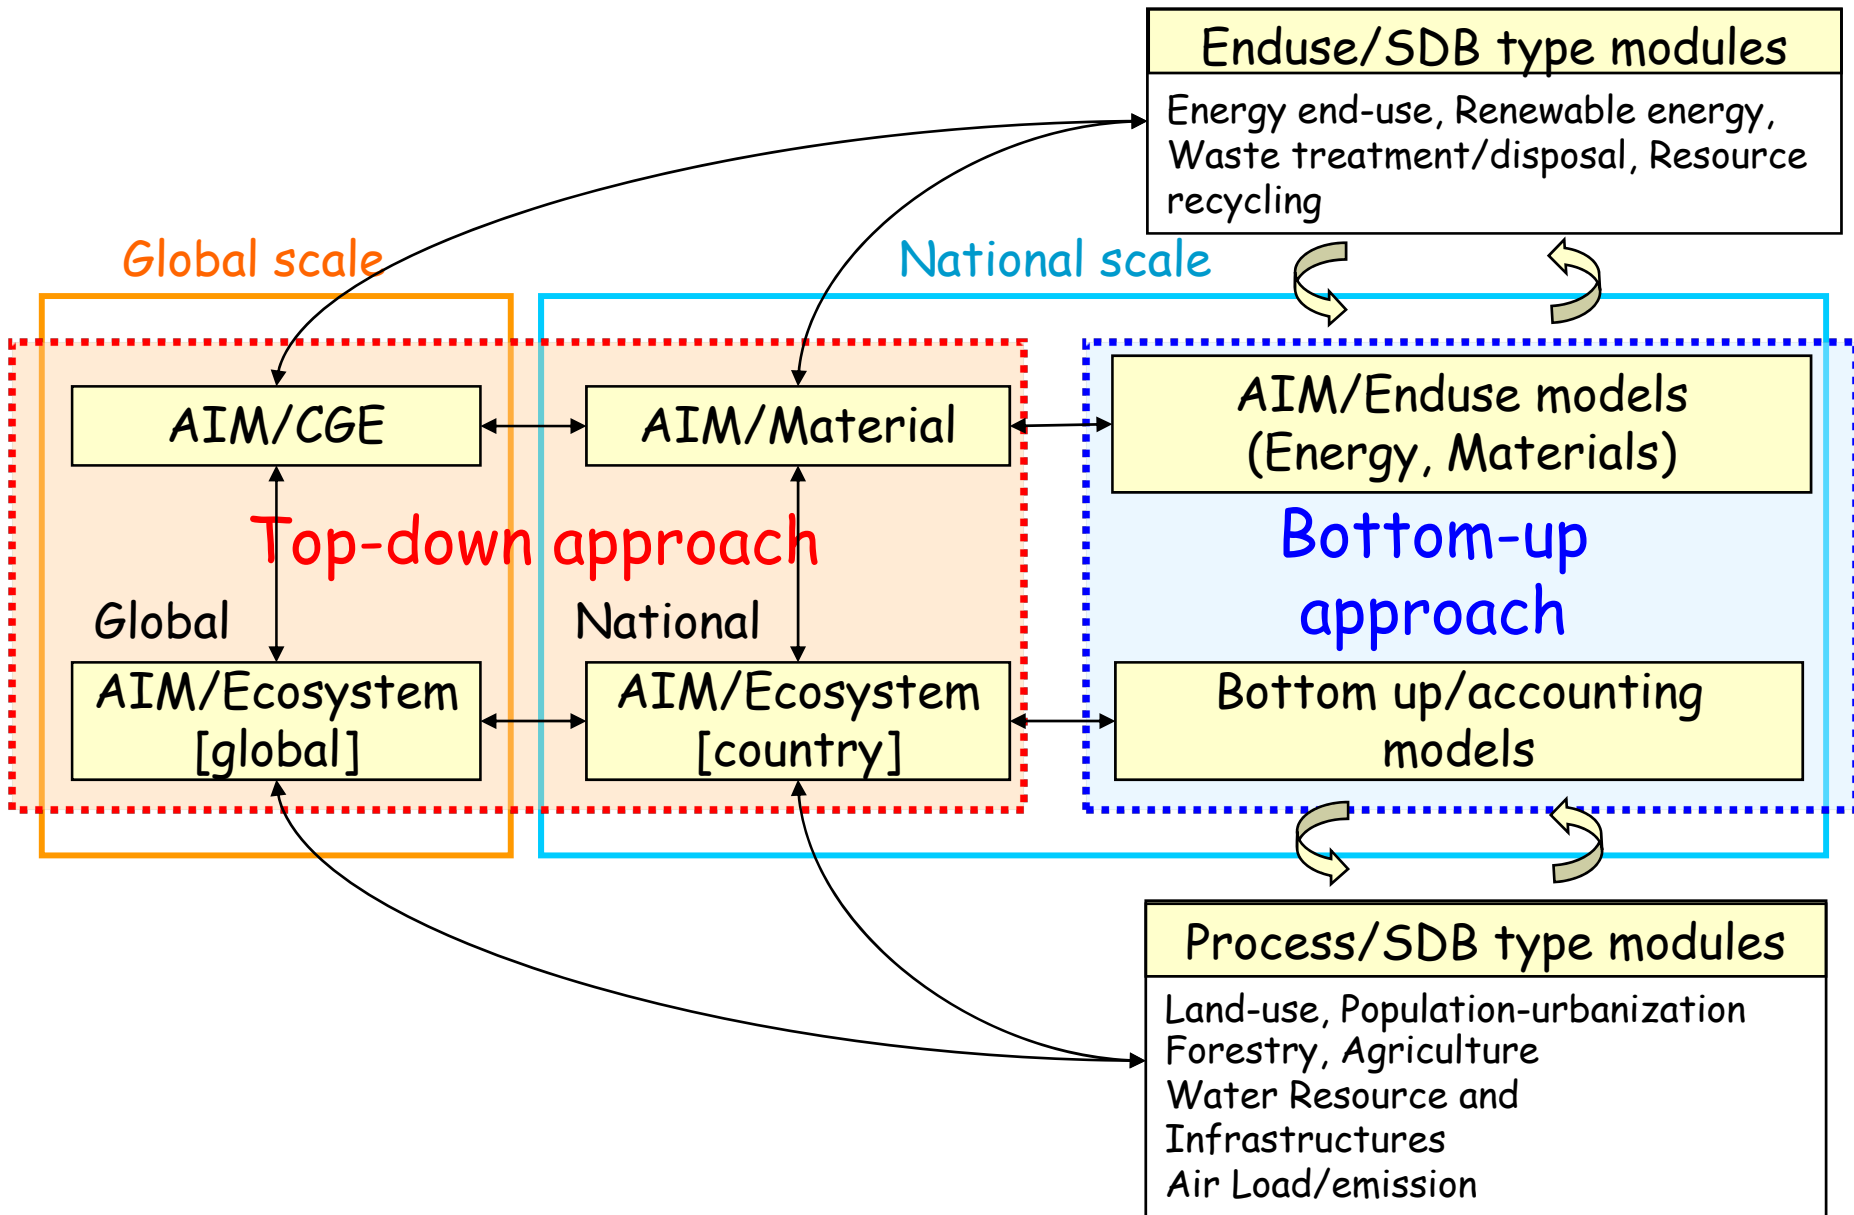 Enduse/SDB type modules
Energy end-use, Renewable energy,
Waste treatment/disposal, Resource
recycling
Global scale
National scale
AIM/CGE
AIM/Material
AIM/Enduse models
(Energy, Materials)
Top-down approach
Bottom-up
approach
Global
National
AIM/Ecosystem
[global]
AIM/Ecosystem
[country]
Bottom up/accounting
models
Process/SDB type modules
Land-use, Population-urbanization
Forestry, Agriculture
Water Resource and
Infrastructures
Air Load/emission